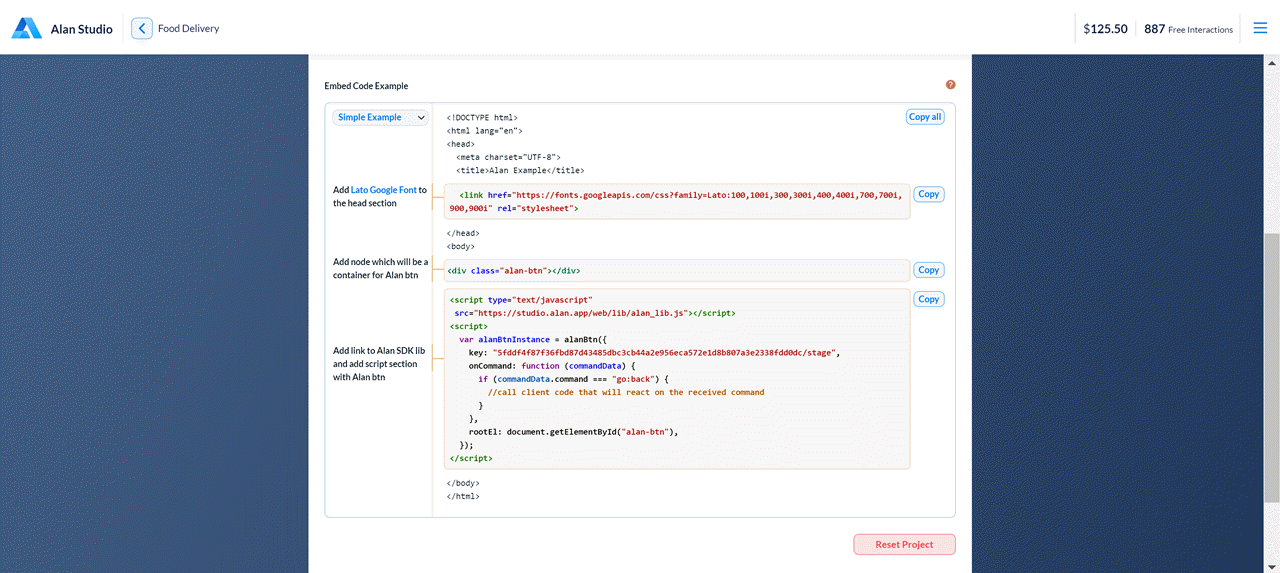 Alan Studio
Food Delivery
$125.50
887 Free Interactions
Embed Code Example
?
Simple Example
Copy all
<!DOCTYPE html>
<html lang="en">
<head>
<meta charset="UTF-8">
<title>Alan Example</title>
Add Lato Google Font to
the head section
<link href="https://fonts.googleapis.com/css?family=Lato:100,100i,300,300i,400,400i,700,700i,
900,900i" rel="stylesheet">
Copy
</head>
<body>
Add node which will be a
container for Alan btn
<div class="alan-btn"></div>
Copy
Add link to Alan SDK lib
and add script section
with Alan btn
<script type="text/javascript"
src="https://studio.alan.app/web/lib/alan_lib.js"></script>
<script>
var alanBtnInstance = alanBtn({
key: "5fddf4f87f36fbd87d43485dbc3cb44a2e956eca572e1d8b807a3e2338fdd0dc/stage",
onCommand: function (commandData) {
if (commandData.command === "go:back") {
//call client code that will react on the received command
}
},
rootEl: document.getElementById("alan-btn"),
});
</script>
Copy
</body>
</html>
Reset Project